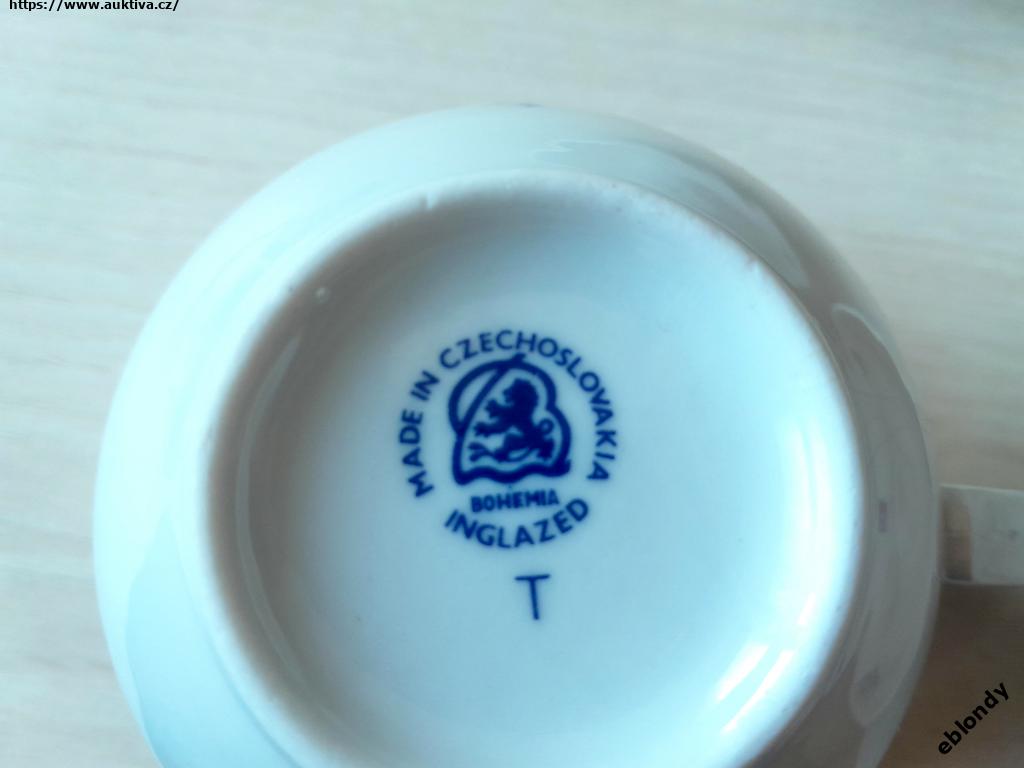 https://www.auktiva.cz/
MADE IN CZECHOSLOVAKIA
BOHEMIA
INGLAZED
T
eblondy